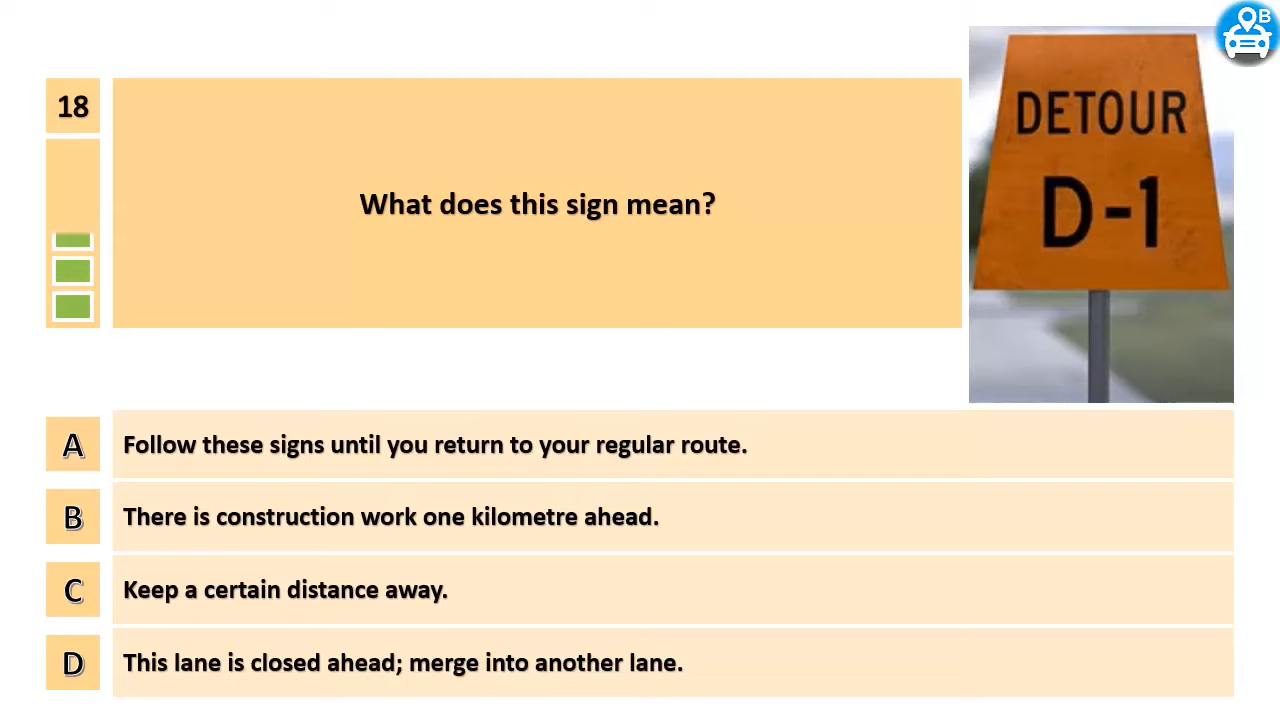 B
18
What does this sign mean?
DETOUR
D-1
A
Follow these signs until you return to your regular route.
B
There is construction work one kilometre ahead.
C
Keep a certain distance away.
D
This lane is closed ahead; merge into another lane.